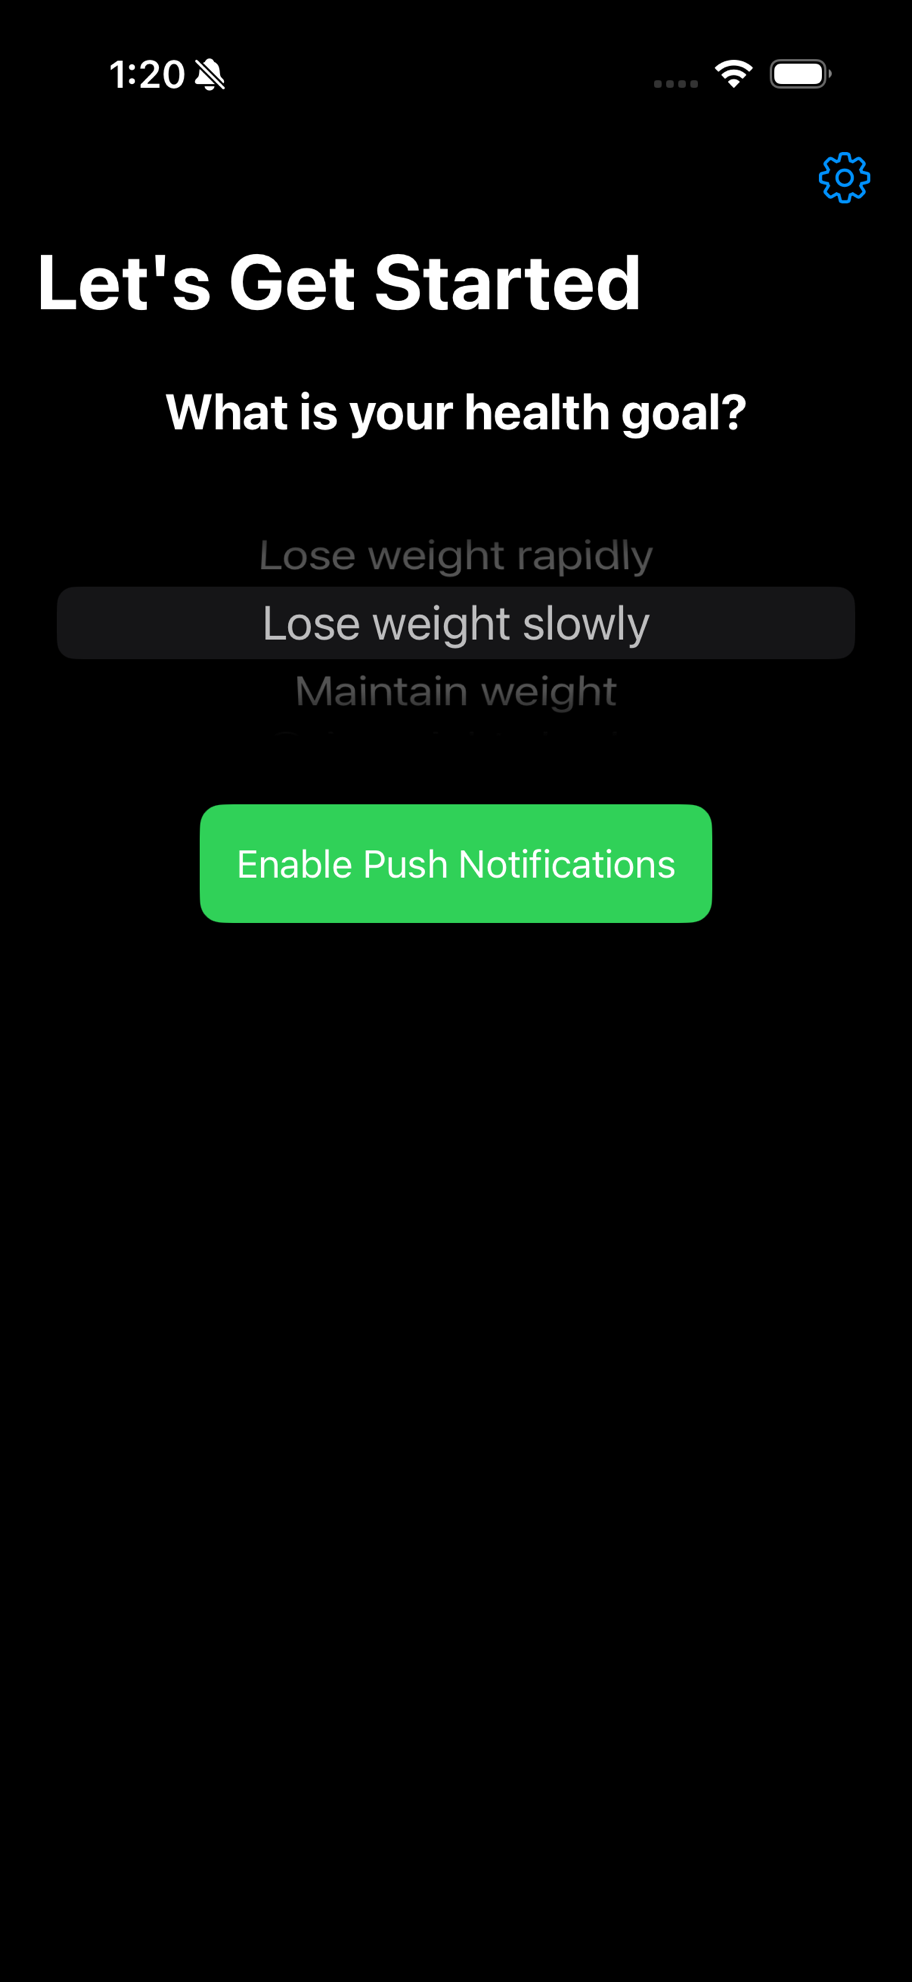 1:20
Let's Get Started
What is your health goal?
Lose weight rapidly
Lose weight slowly
Maintain weight
Enable Push Notifications